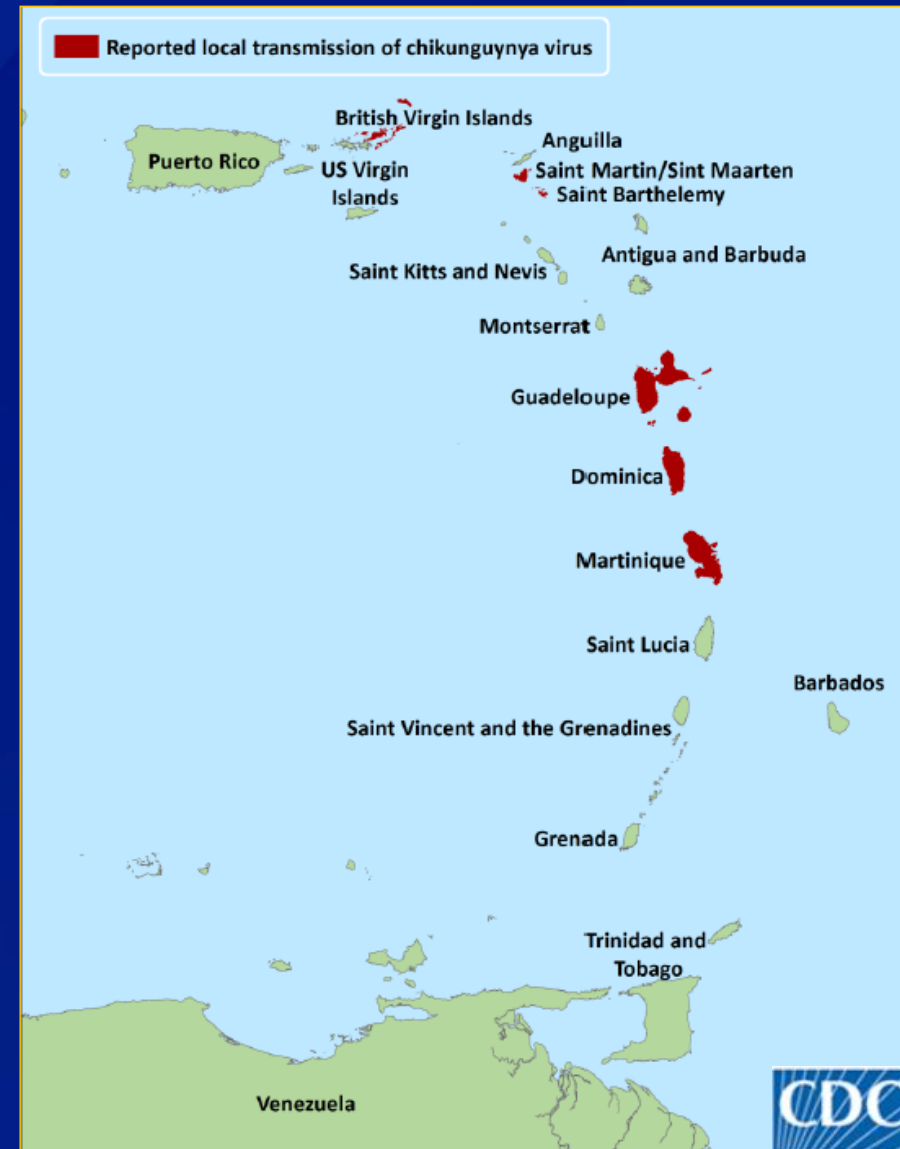 Reported local transmission of chikunguynya virus
British Virgin Islands
Anguilla
Puerto Rico
US Virgin
Islands
Saint Martin/Sint Maarten
Saint Barthelemy
Antigua and Barbuda
Saint Kitts and Nevis
Montserrat
Guadeloupe
Dominica
Martinique
Saint Lucia
Barbados
Saint Vincent and the Grenadines
Grenada
Trinidad and
Tobago
Venezuela
CDC